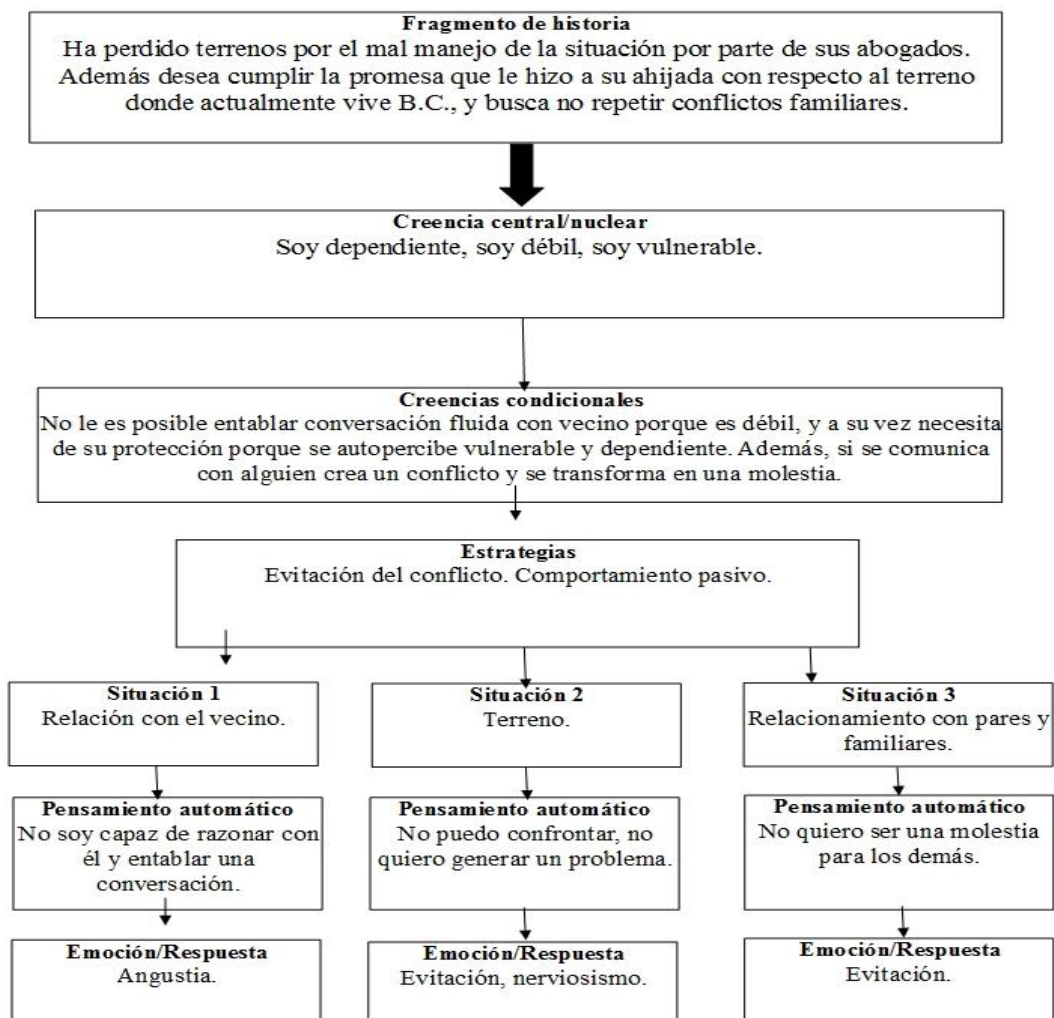 Fragmento de historia
Ha perdido terrenos por el mal manejo de la situación por parte de sus abogados.
Además desea cumplir la promesa que le hizo a su ahijada con respecto al terreno
donde actualmente vive B.C., y busca no repetir conflictos familiares.
Creencia central/nuclear
Soy dependiente, soy débil, soy vulnerable.
Creencias condicionales
No le es posible entablar conversación fluida con vecino porque es débil, y a su vez necesita
de su protección porque se autopercibe vulnerable y dependiente. Además, si se comunica
con alguien crea un conflicto y se transforma en una molestia.
Estrategias
Evitación del conflicto. Comportamiento pasivo.
Situación 1
Relación con el vecino.
Situación 2
Terreno.
Situación 3
Relacionamiento con pares y
familiares.
Pensamiento automático
No soy capaz de razonar con
él y entablar una
conversación.
Pensamiento automático
No puedo confrontar, no
quiero generar un problema.
Pensamiento automático
No quiero ser una molestia
para los demás.
Emoción/Respuesta
Angustia.
Emoción/Respuesta
Evitación, nerviosismo.
Emoción/Respuesta
Evitación.